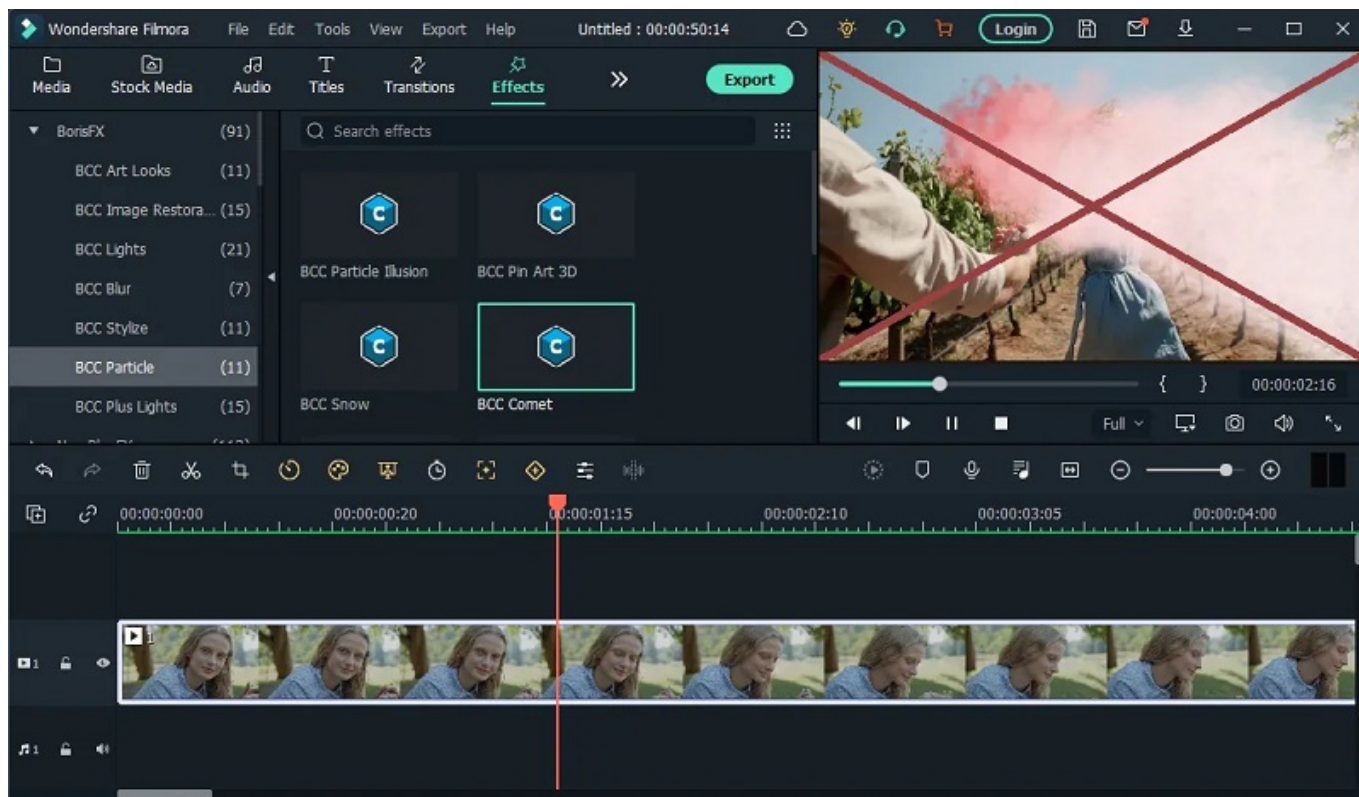 Wondershare Filmora File Edit Tools View Export Help Untitled : 00:00:50:14 Login
Media Stock Media Audio Titles Transitions Effects Export
BorisFX (91)
BCC Art Looks (11)
BCC Image Restora... (15)
BCC Lights (21)
BCC Blur (7)
BCC Stylize (11)
BCC Particle (11)
BCC Plus Lights (15)
Search effects
BCC Particle Illusion
BCC Pin Art 3D
BCC Snow
BCC Comet
{ } 00:00:02:16
Full
00:00:00:00 00:00:00:20 00:00:01:15 00:00:02:10 00:00:03:05 00:00:04:00
1
1
1